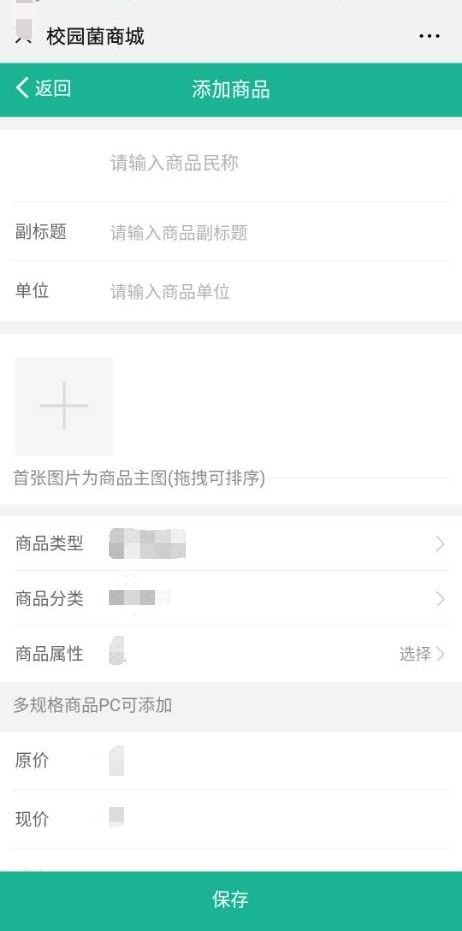 校园菌商城
返回 添加商品
请输入商品民称
副标题 请输入商品副标题
单位 请输入商品单位
首张图片为商品主图(拖拽可排序)
商品类型
商品分类
商品属性 选择
多规格商品PC可添加
原价
现价
保存